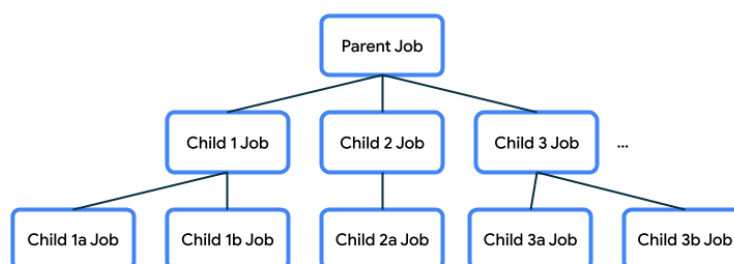 Parent Job
Child 1 Job
Child 2 Job
Child 3 Job
...
Child 1a Job
Child 1b Job
Child 2a Job
Child 3a Job
Child 3b Job